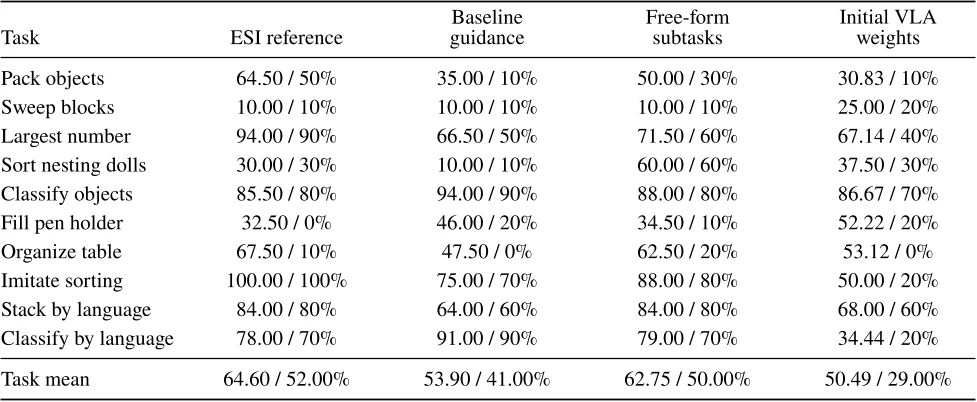 Task ESI reference Baseline guidance Free-form subtasks Initial VLA weights
Pack objects 64.50 / 50% 35.00 / 10% 50.00 / 30% 30.83 / 10%
Sweep blocks 10.00 / 10% 10.00 / 10% 10.00 / 10% 25.00 / 20%
Largest number 94.00 / 90% 66.50 / 50% 71.50 / 60% 67.14 / 40%
Sort nesting dolls 30.00 / 30% 10.00 / 10% 60.00 / 60% 37.50 / 30%
Classify objects 85.50 / 80% 94.00 / 90% 88.00 / 80% 86.67 / 70%
Fill pen holder 32.50 / 0% 46.00 / 20% 34.50 / 10% 52.22 / 20%
Organize table 67.50 / 10% 47.50 / 0% 62.50 / 20% 53.12 / 0%
Imitate sorting 100.00 / 100% 75.00 / 70% 88.00 / 80% 50.00 / 20%
Stack by language 84.00 / 80% 64.00 / 60% 84.00 / 80% 68.00 / 60%
Classify by language 78.00 / 70% 91.00 / 90% 79.00 / 70% 34.44 / 20%
Task mean 64.60 / 52.00% 53.90 / 41.00% 62.75 / 50.00% 50.49 / 29.00%